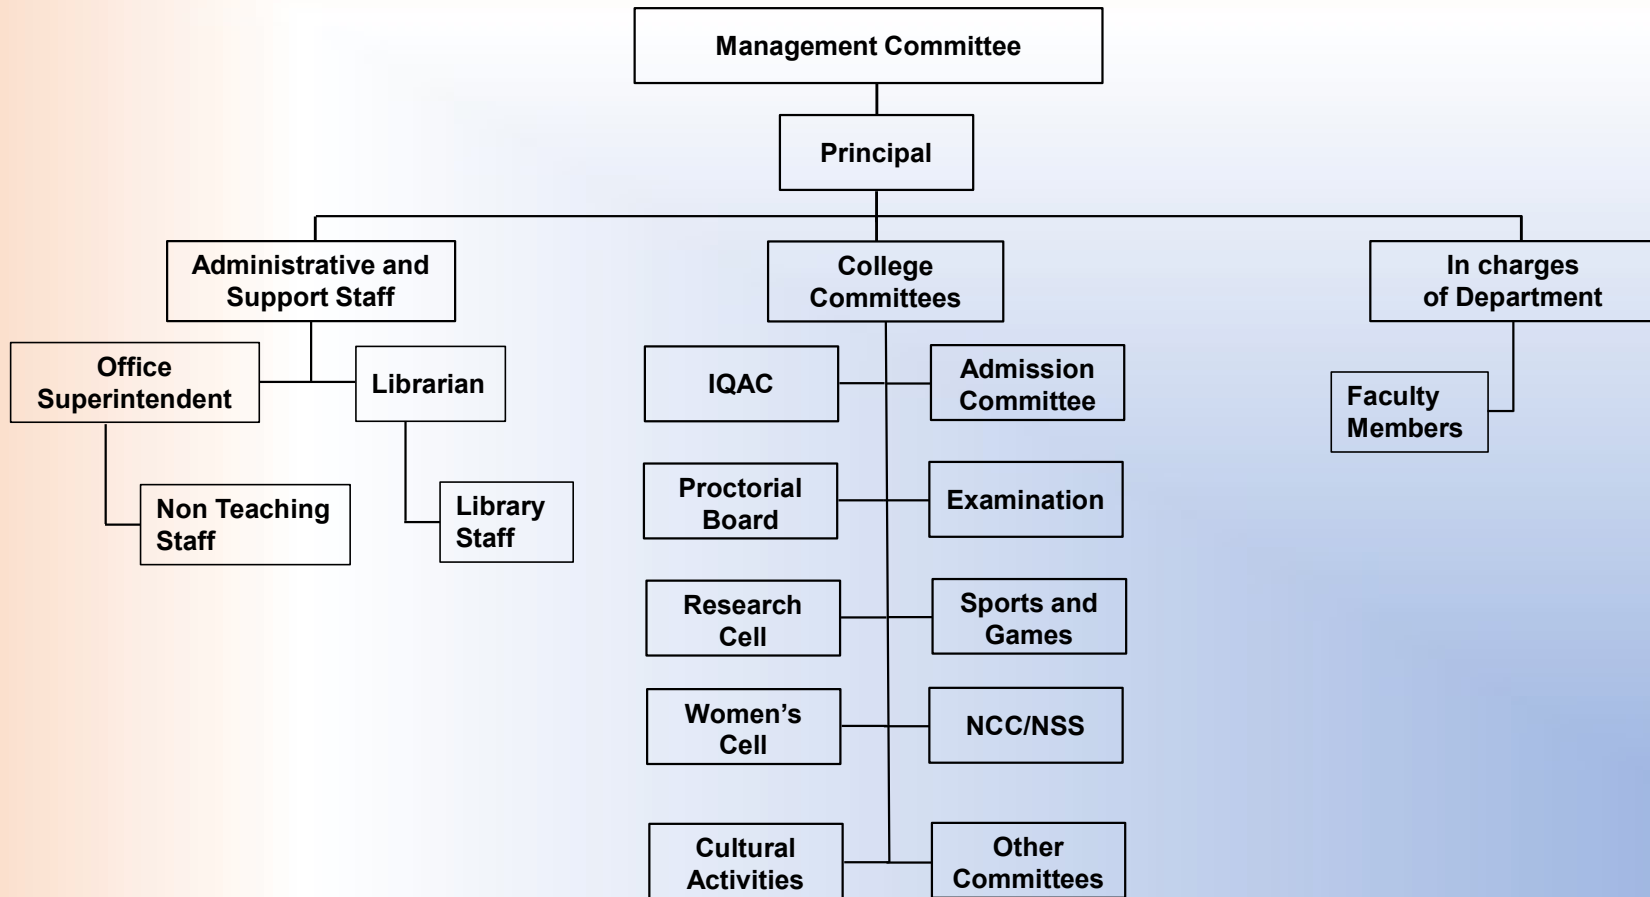 Management Committee
Principal
Administrative and
Support Staff
College
Committees
In charges
of Department
Office
Superintendent
Librarian
IQAC
Admission
Committee
Faculty
Members
Non Teaching
Staff
Library
Staff
Proctorial
Board
Examination
Research
Cell
Sports and
Games
Women’s
Cell
NCC/NSS
Cultural
Activities
Other
Committees